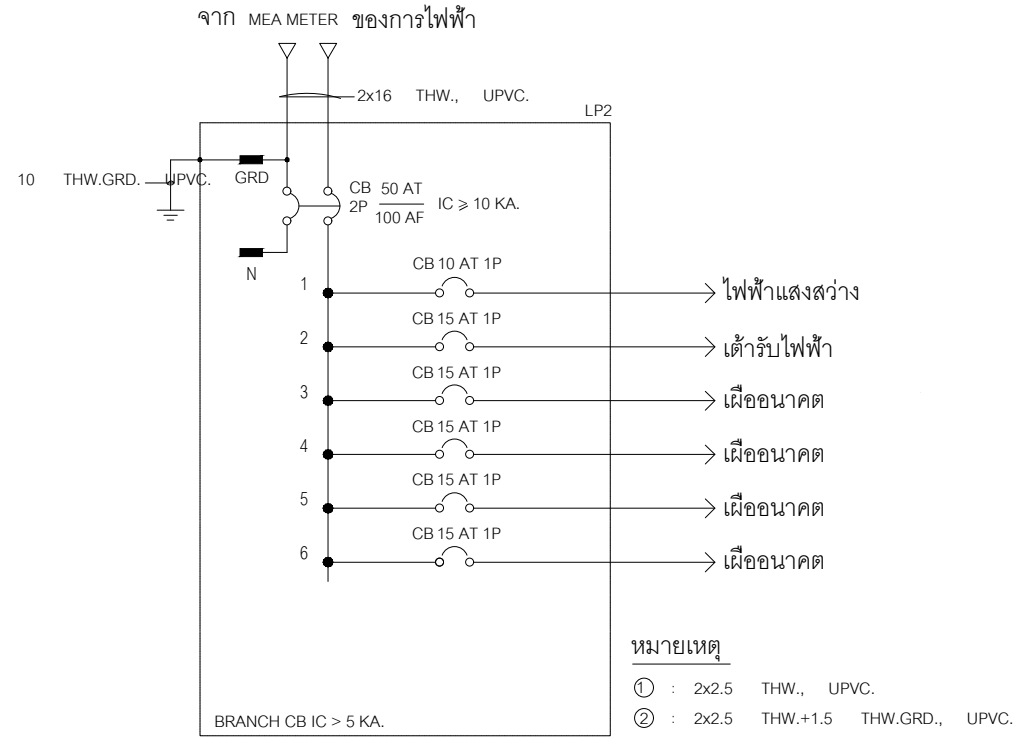 จาก MEA METER ของการไฟฟ้า
2x16 THW., UPVC.
LP2
10 THW.GRD. UPVC.
GRD
CB 2P 50 AT
100 AF
IC ⩾ 10 KA.
N
1
CB 10 AT 1P
ไฟฟ้าแสงสว่าง
2
CB 15 AT 1P
เต้ารับไฟฟ้า
3
CB 15 AT 1P
เผื่ออนาคต
4
CB 15 AT 1P
เผื่ออนาคต
5
CB 15 AT 1P
เผื่ออนาคต
6
CB 15 AT 1P
เผื่ออนาคต
BRANCH CB IC > 5 KA.
หมายเหตุ
① : 2x2.5 THW., UPVC.
② : 2x2.5 THW.+1.5 THW.GRD., UPVC.